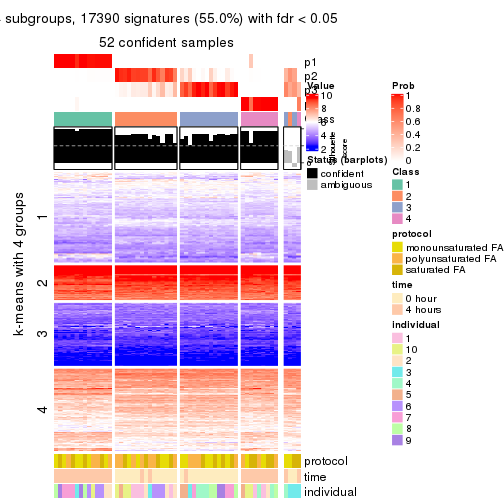 subgroups, 17390 signatures (55.0%) with fdr < 0.05
52 confident samples
p1
p2
p3
Value
10
8
6
4
2
Status (barplots)
confident
ambiguous
Prob
1
0.8
0.6
0.4
0.2
0
Class
1
2
3
4
protocol
monounsaturated FA
polyunsaturated FA
saturated FA
time
0 hour
4 hours
individual
1
10
2
3
4
5
6
7
8
9
k-means with 4 groups
1
2
3
4
protocol
time
individual